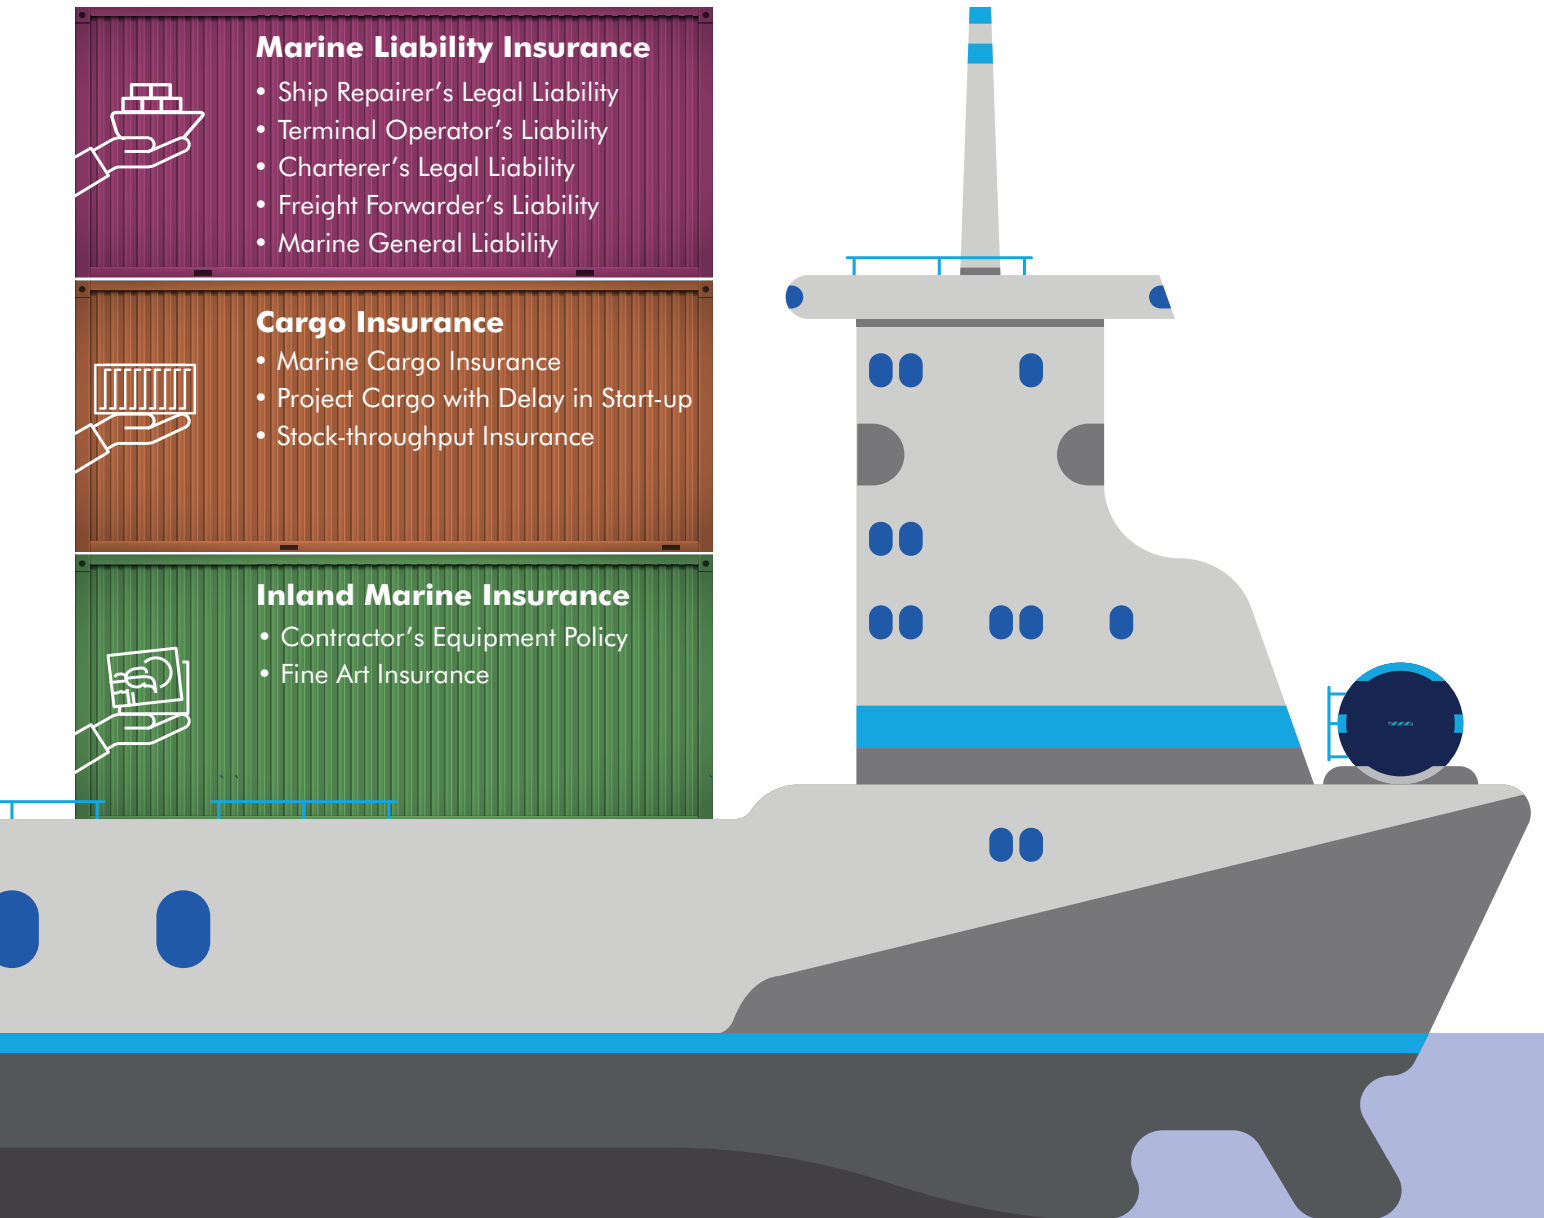 Marine Liability Insurance
• Ship Repairer’s Legal Liability
• Terminal Operator’s Liability
• Charterer’s Legal Liability
• Freight Forwarder’s Liability
• Marine General Liability
Cargo Insurance
• Marine Cargo Insurance
• Project Cargo with Delay in Start-up
• Stock-throughput Insurance
Inland Marine Insurance
• Contractor’s Equipment Policy
• Fine Art Insurance